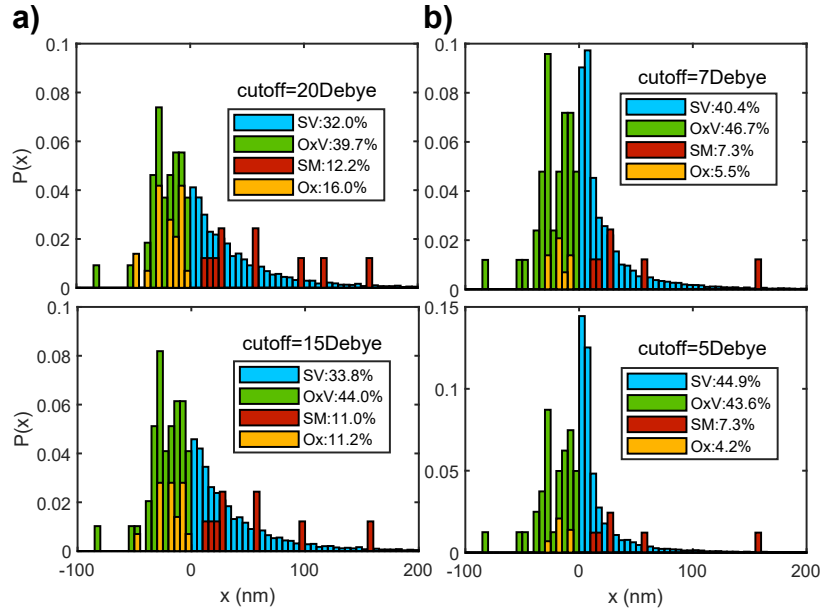 a)
b)
0.1
0.08
0.06
0.04
0.02
0
P(x)
cutoff=20Debye
SV:32.0%
OxV:39.7%
SM:12.2%
Ox:16.0%
0.1
0.08
0.06
0.04
0.02
0
P(x)
cutoff=7Debye
SV:40.4%
OxV:46.7%
SM:7.3%
Ox:5.5%
0.1
0.08
0.06
0.04
0.02
0
P(x)
cutoff=15Debye
SV:33.8%
OxV:44.0%
SM:11.0%
Ox:11.2%
-100 0 100 200
x (nm)
0.15
0.1
0.05
0
cutoff=5Debye
SV:44.9%
OxV:43.6%
SM:7.3%
Ox:4.2%
-100 0 100 200
x (nm)